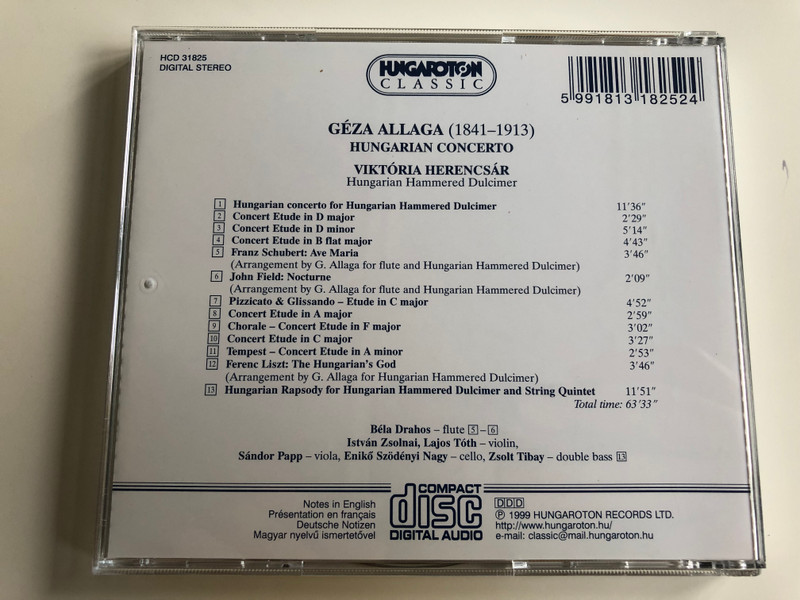 HCD 31825
DIGITAL STEREO
HUNGAROTON
CLASSIC
5 991813 182524
GÉZA ALLAGA (1841–1913)
HUNGARIAN CONCERTO
VIKTÓRIA HERENCSÁR
Hungarian Hammered Dulcimer
1 Hungarian concerto for Hungarian Hammered Dulcimer 11'36"
2 Concert Etude in D major 2'29"
3 Concert Etude in D minor 5'14"
4 Concert Etude in B flat major 4'43"
5 Franz Schubert: Ave Maria 3'46"
(Arrangement by G. Allaga for flute and Hungarian Hammered Dulcimer)
6 John Field: Nocturne 2'09"
(Arrangement by G. Allaga for flute and Hungarian Hammered Dulcimer)
7 Pizzicato & Glissando – Etude in C major 4'52"
8 Concert Etude in A major 2'59"
9 Chorale – Concert Etude in F major 3'02"
10 Concert Etude in C major 3'27"
11 Tempest – Concert Etude in A minor 2'53"
12 Ferenc Liszt: The Hungarian's God 3'46"
(Arrangement by G. Allaga for Hungarian Hammered Dulcimer)
13 Hungarian Rapsody for Hungarian Hammered Dulcimer and String Quintet 11'51"
Total time: 63'33"
Béla Drahos – flute 5 – 6
István Zsolnai, Lajos Tóth – violin,
Sándor Papp – viola, Enikő Szödényi Nagy – cello, Zsolt Tibay – double bass 13
Notes in English
Présentation en français
Deutsche Notizen
Magyar nyelvű ismertetővel
COMPACT
disc
DIGITAL AUDIO
DDD
℗ 1999 HUNGAROTON RECORDS LTD.
http://www.hungaroton.hu/
e-mail: classic@mail.hungaroton.hu